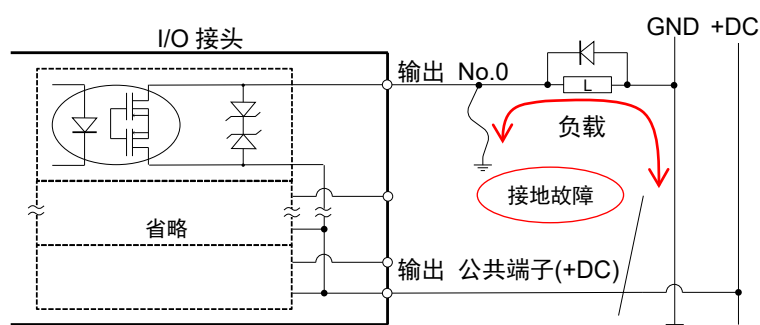 GND +DC
I/O 接头
输出 No.0
L
负载
接地故障
省略
输出 公共端子(+DC)